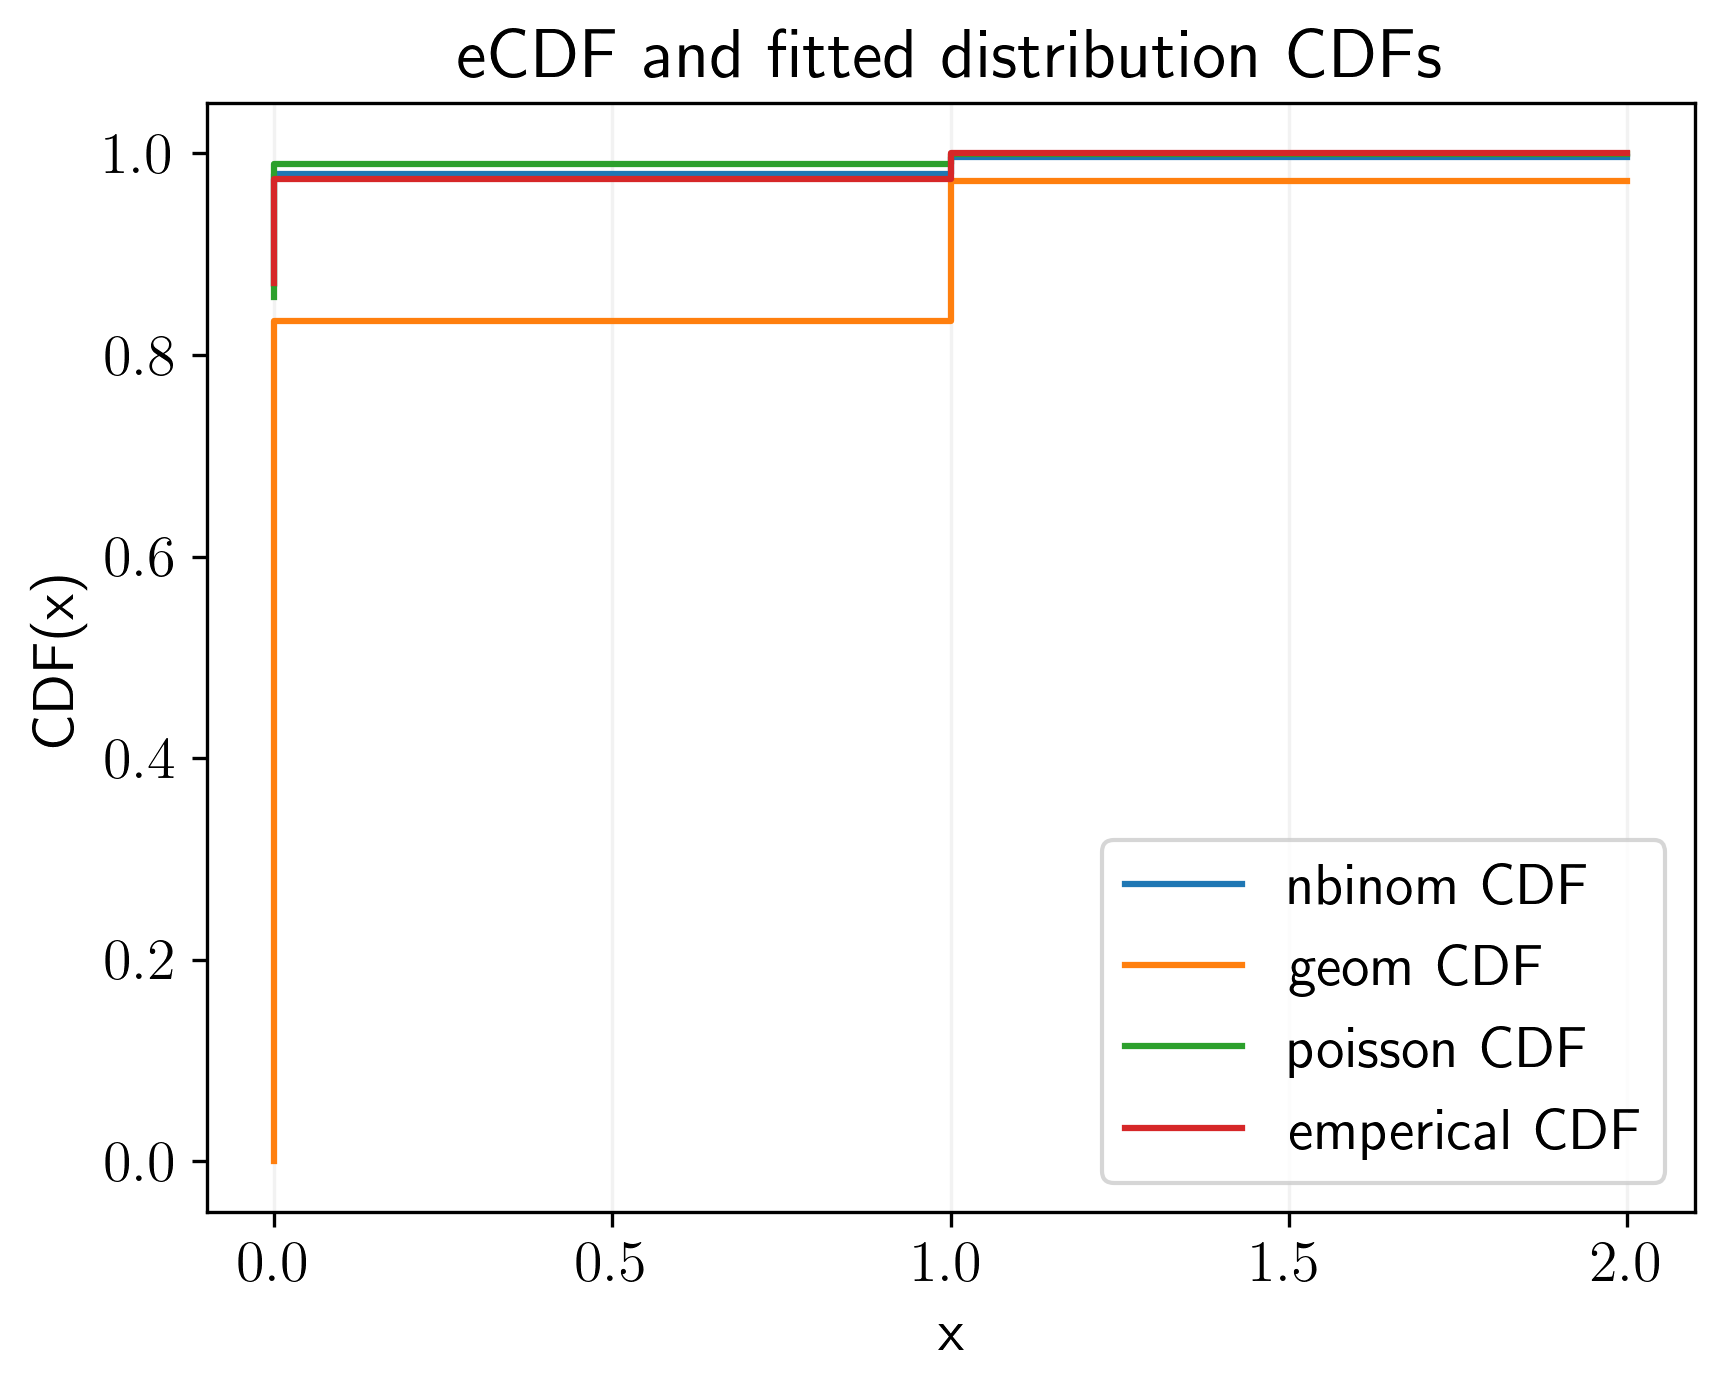 eCDF and fitted distribution CDFs
CDF(x)
1.0
0.8
0.6
0.4
0.2
0.0
nbinom CDF
geom CDF
poisson CDF
emperical CDF
0.0 0.5 1.0 1.5 2.0
x